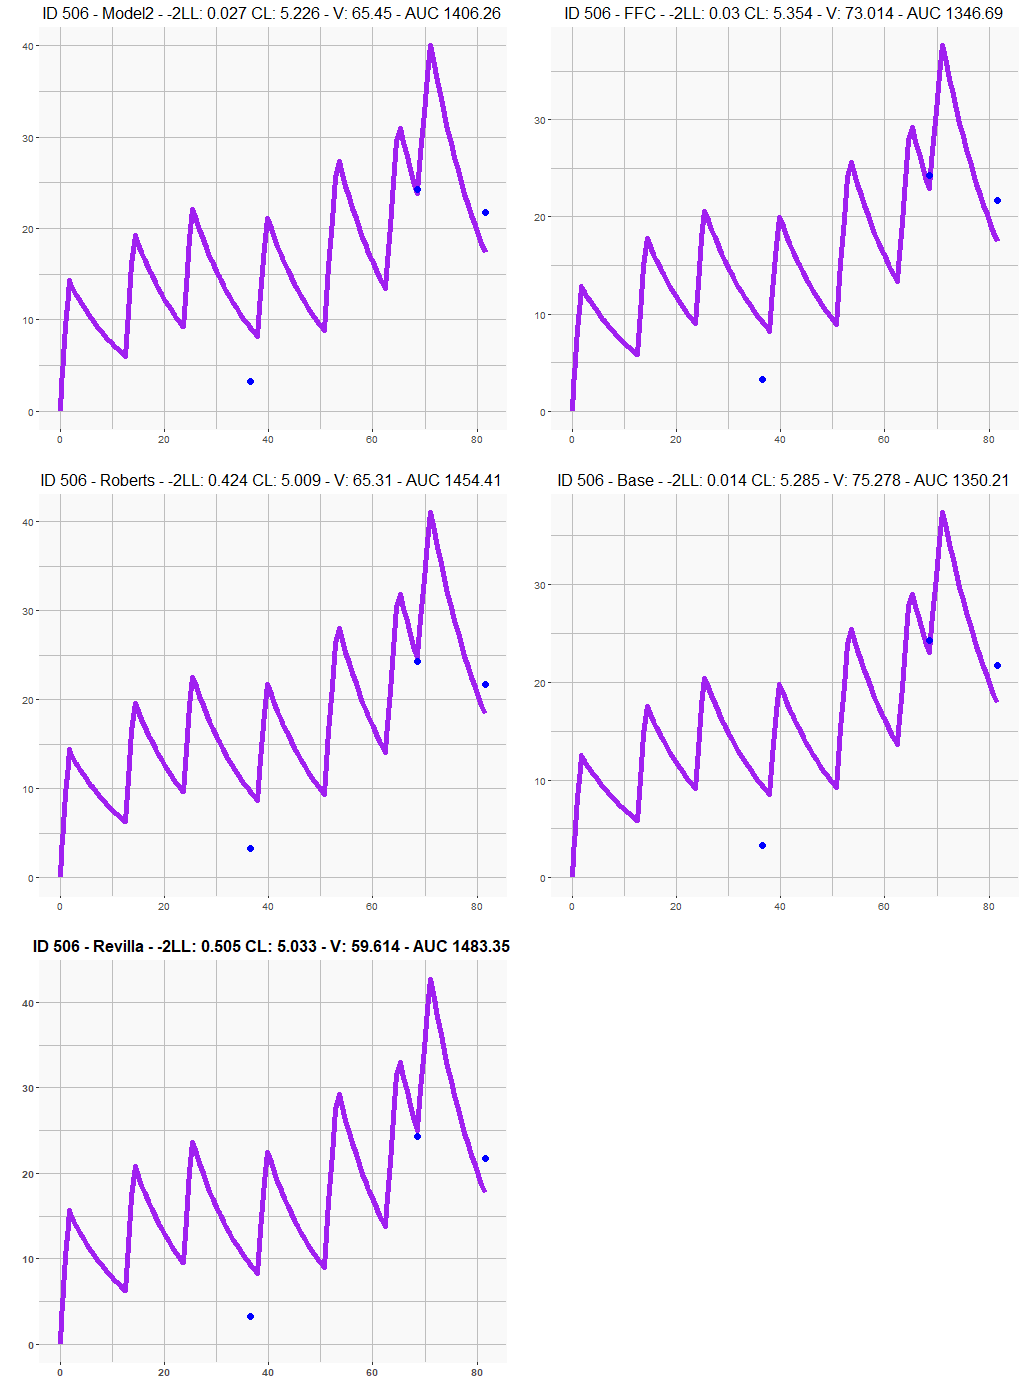 ID 506 - Model2 - -2LL: 0.027 CL: 5.226 - V: 65.45 - AUC 1406.26
40
30
20
10
0
0 20 40 60 80
ID 506 - FFC - -2LL: 0.03 CL: 5.354 - V: 73.014 - AUC 1346.69
30
20
10
0
0 20 40 60 80
ID 506 - Roberts - -2LL: 0.424 CL: 5.009 - V: 65.31 - AUC 1454.41
40
30
20
10
0
0 20 40 60 80
ID 506 - Base - -2LL: 0.014 CL: 5.285 - V: 75.278 - AUC 1350.21
30
20
10
0
0 20 40 60 80
ID 506 - Revilla - -2LL: 0.505 CL: 5.033 - V: 59.614 - AUC 1483.35
40
30
20
10
0
0 20 40 60 80